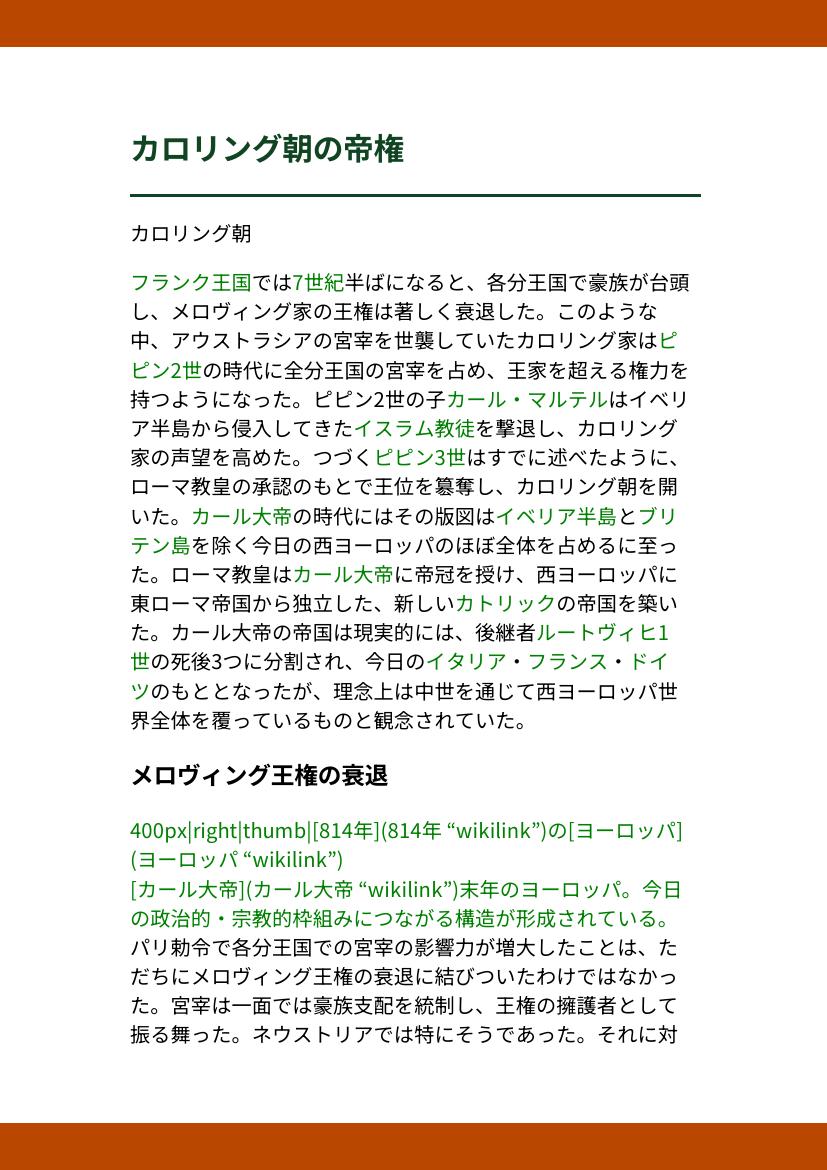 カロリング朝の帝権
カロリング朝
フランク王国では7世紀半ばになると、各分王国で豪族が台頭
し、メロヴィング家の王権は著しく衰退した。このような
中、アウストラシアの宮宰を世襲していたカロリング家はピ
ピン2世の時代に全分王国の宮宰を占め、王家を超える権力を
持つようになった。ピピン2世の子カール・マルテルはイベリ
ア半島から侵入してきたイスラム教徒を撃退し、カロリング
家の声望を高めた。つづくピピン3世はすでに述べたように、
ローマ教皇の承認のもとで王位を簒奪し、カロリング朝を開
いた。カール大帝の時代にはその版図はイベリア半島とブリ
テン島を除く今日の西ヨーロッパのほぼ全体を占めるに至っ
た。ローマ教皇はカール大帝に帝冠を授け、西ヨーロッパに
東ローマ帝国から独立した、新しいカトリックの帝国を築い
た。カール大帝の帝国は現実的には、後継者ルートヴィヒ1
世の死後3つに分割され、今日のイタリア・フランス・ドイ
ツのもととなったが、理念上は中世を通じて西ヨーロッパ世
界全体を覆っているものと観念されていた。
メロヴィング王権の衰退
400px|right|thumb|[814年](814年 “wikilink”)の[ヨーロッパ]
(ヨーロッパ “wikilink”)
[カール大帝](カール大帝 “wikilink”)末年のヨーロッパ。今日
の政治的・宗教的枠組みにつながる構造が形成されている。
パリ勅令で各分王国での宮宰の影響力が増大したことは、た
だちにメロヴィング王権の衰退に結びついたわけではなかっ
た。宮宰は一面では豪族支配を統制し、王権の擁護者として
振る舞った。ネウストリアでは特にそうであった。それに対